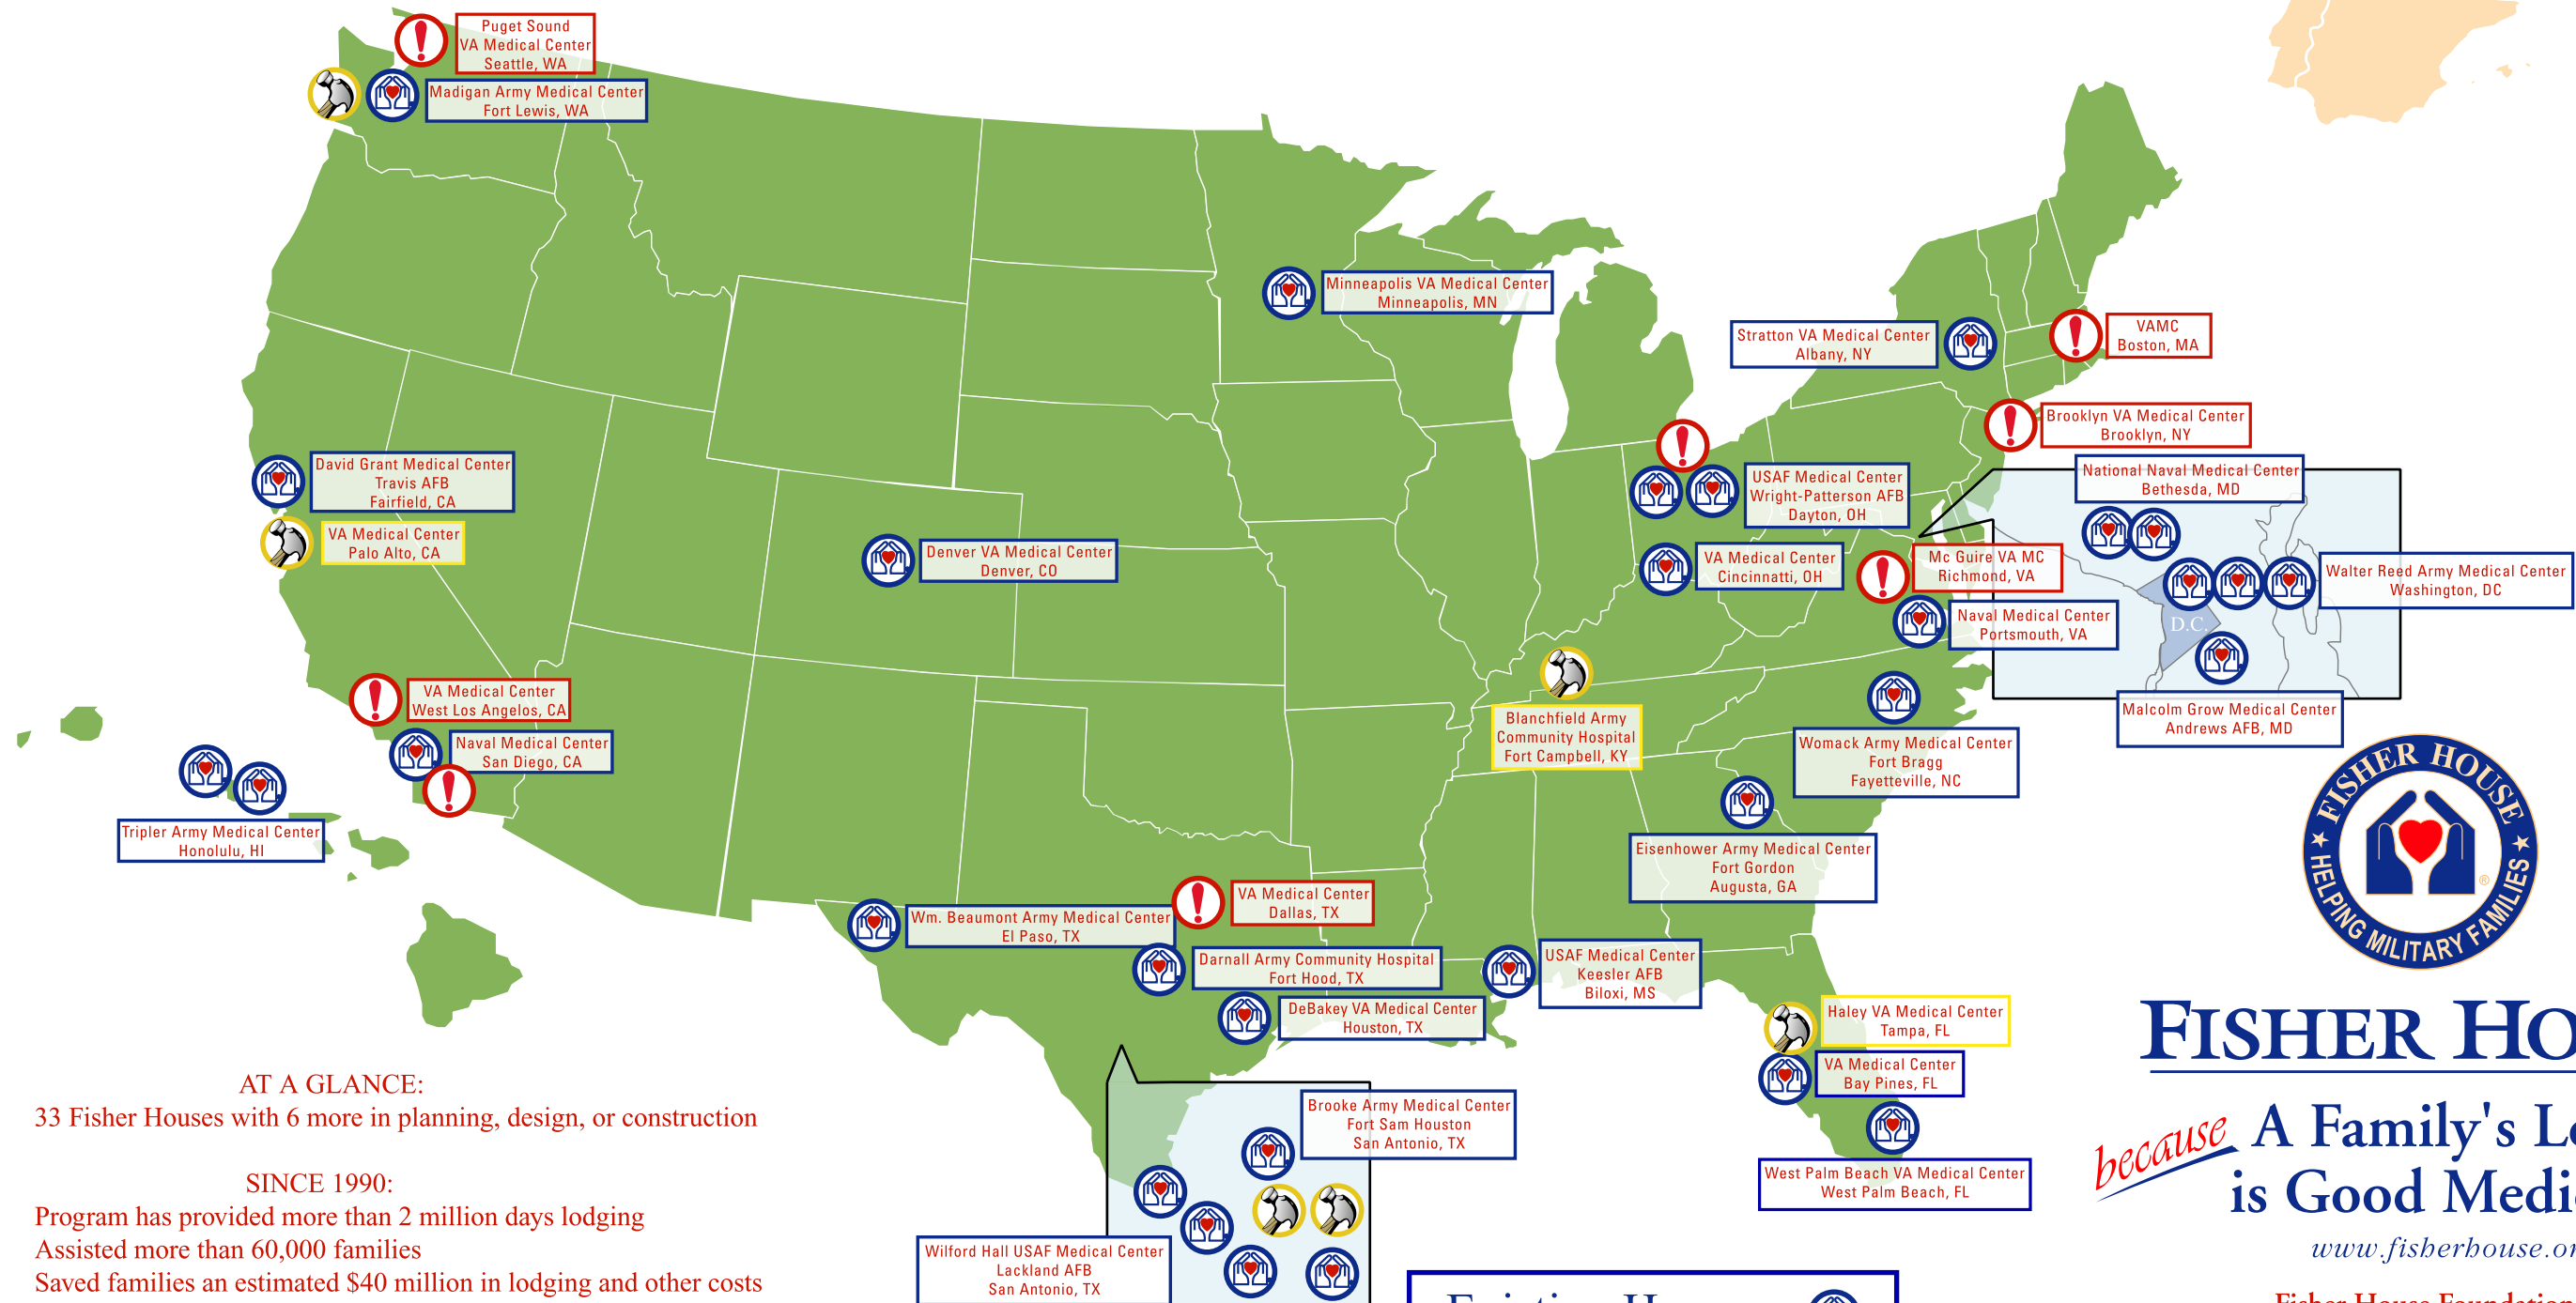 Puget Sound
VA Medical Center
Seattle, WA
Madigan Army Medical Center
Fort Lewis, WA
Minneapolis VA Medical Center
Minneapolis, MN
Stratton VA Medical Center
Albany, NY
VAMC
Boston, MA
Brooklyn VA Medical Center
Brooklyn, NY
David Grant Medical Center
Travis AFB
Fairfield, CA
VA Medical Center
Palo Alto, CA
Denver VA Medical Center
Denver, CO
USAF Medical Center
Wright-Patterson AFB
Dayton, OH
VA Medical Center
Cincinnatti, OH
National Naval Medical Center
Bethesda, MD
Mc Guire VA MC
Richmond, VA
Walter Reed Army Medical Center
Washington, DC
Naval Medical Center
Portsmouth, VA
D.C.
Malcolm Grow Medical Center
Andrews AFB, MD
VA Medical Center
West Los Angelos, CA
Naval Medical Center
San Diego, CA
Blanchfield Army
Community Hospital
Fort Campbell, KY
Womack Army Medical Center
Fort Bragg
Fayetteville, NC
Tripler Army Medical Center
Honolulu, HI
Eisenhower Army Medical Center
Fort Gordon
Augusta, GA
FISHER HOUSE
HELPING MILITARY FAMILIES
®
Wm. Beaumont Army Medical Center
El Paso, TX
VA Medical Center
Dallas, TX
Darnall Army Community Hospital
Fort Hood, TX
USAF Medical Center
Keesler AFB
Biloxi, MS
DeBakey VA Medical Center
Houston, TX
Haley VA Medical Center
Tampa, FL
VA Medical Center
Bay Pines, FL
West Palm Beach VA Medical Center
West Palm Beach, FL
Brooke Army Medical Center
Fort Sam Houston
San Antonio, TX
Wilford Hall USAF Medical Center
Lackland AFB
San Antonio, TX
AT A GLANCE:
33 Fisher Houses with 6 more in planning, design, or construction
SINCE 1990:
Program has provided more than 2 million days lodging
Assisted more than 60,000 families
Saved families an estimated $40 million in lodging and other costs
FISHER HO
because A Family's L
is Good Medi
www.fisherhouse.o
Fisher House Foundation